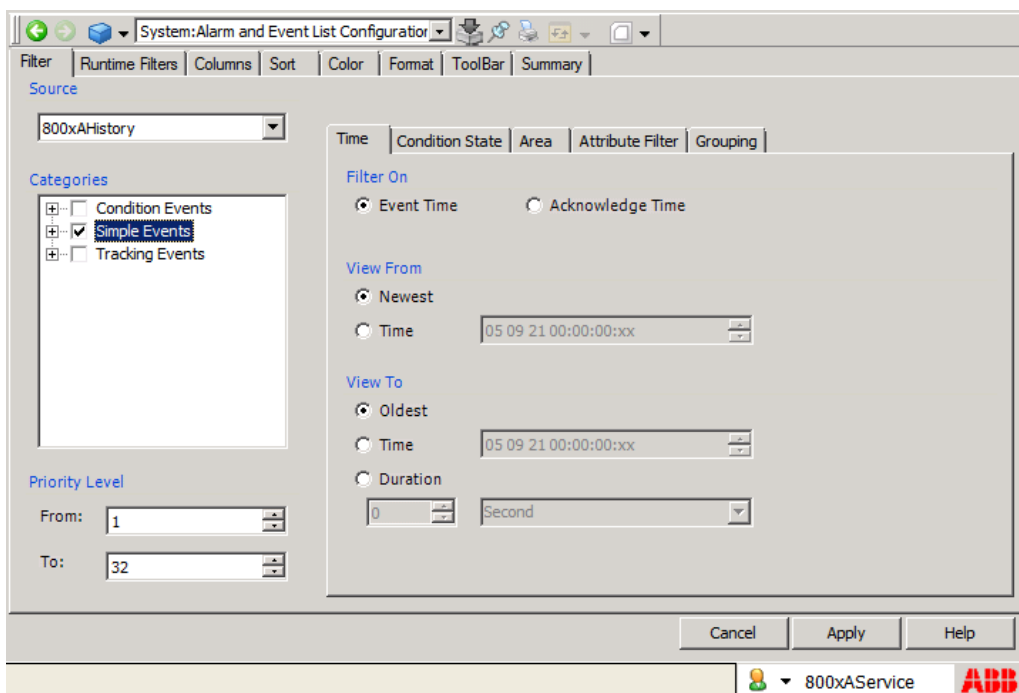 System:Alarm and Event List Configuration
Filter Runtime Filters Columns Sort Color Format ToolBar Summary
Source
800xAHistory
Categories
Condition Events
Simple Events
Tracking Events
Priority Level
From: 1
To: 32
Time Condition State Area Attribute Filter Grouping
Filter On
Event Time Acknowledge Time
View From
Newest
Time 05 09 21 00:00:00:xx
View To
Oldest
Time 05 09 21 00:00:00:xx
Duration
0 Second
Cancel Apply Help
800xAService ABB